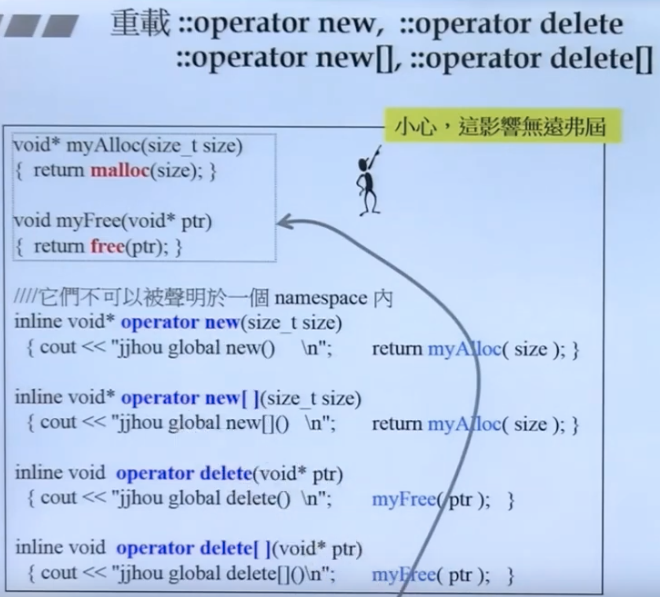 重載 ::operator new, ::operator delete
::operator new[], ::operator delete[]
小心，這影響無遠弗屆
void* myAlloc(size_t size)
{ return malloc(size); }
void myFree(void* ptr)
{ return free(ptr); }
////它們不可以被聲明於一個 namespace 內
inline void* operator new(size_t size)
{ cout << "jjhou global new() \n"; return myAlloc( size ); }
inline void* operator new[ ](size_t size)
{ cout << "jjhou global new[]() \n"; return myAlloc( size ); }
inline void operator delete(void* ptr)
{ cout << "jjhou global delete() \n"; myFree( ptr ); }
inline void operator delete[ ](void* ptr)
{ cout << "jjhou global delete[]()\n"; myFree( ptr ); }